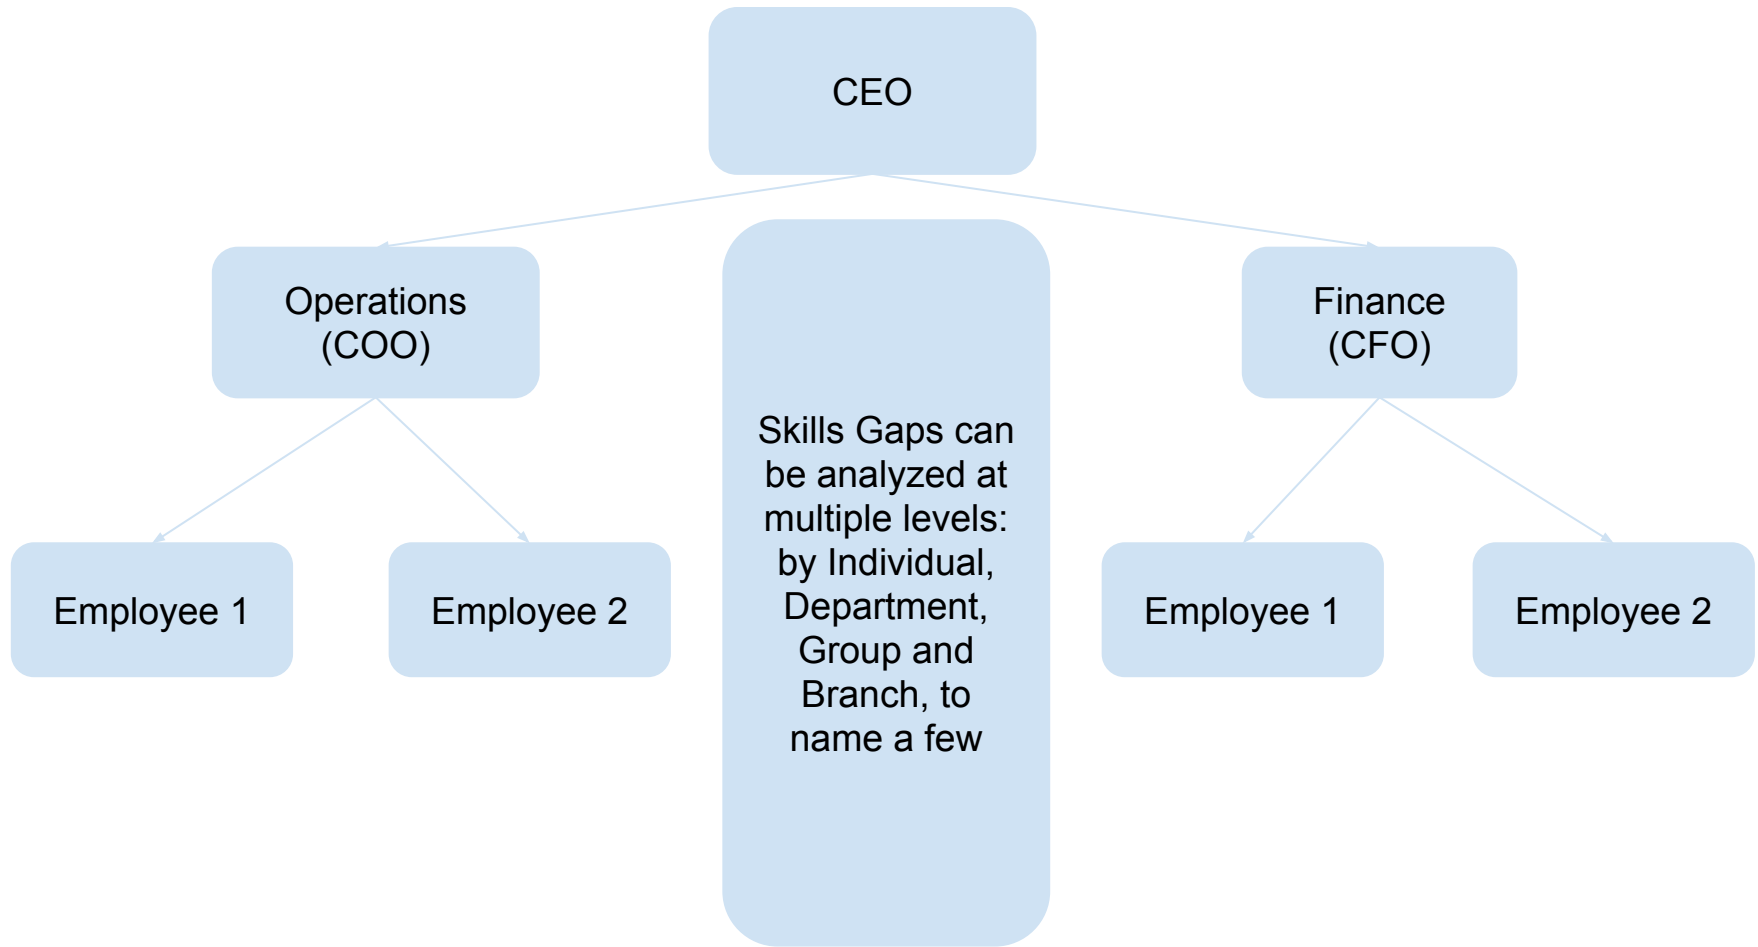 CEO
Operations
(COO)
Finance
(CFO)
Skills Gaps can
be analyzed at
multiple levels:
by Individual,
Department,
Group and
Branch, to
name a few
Employee 1
Employee 2
Employee 1
Employee 2